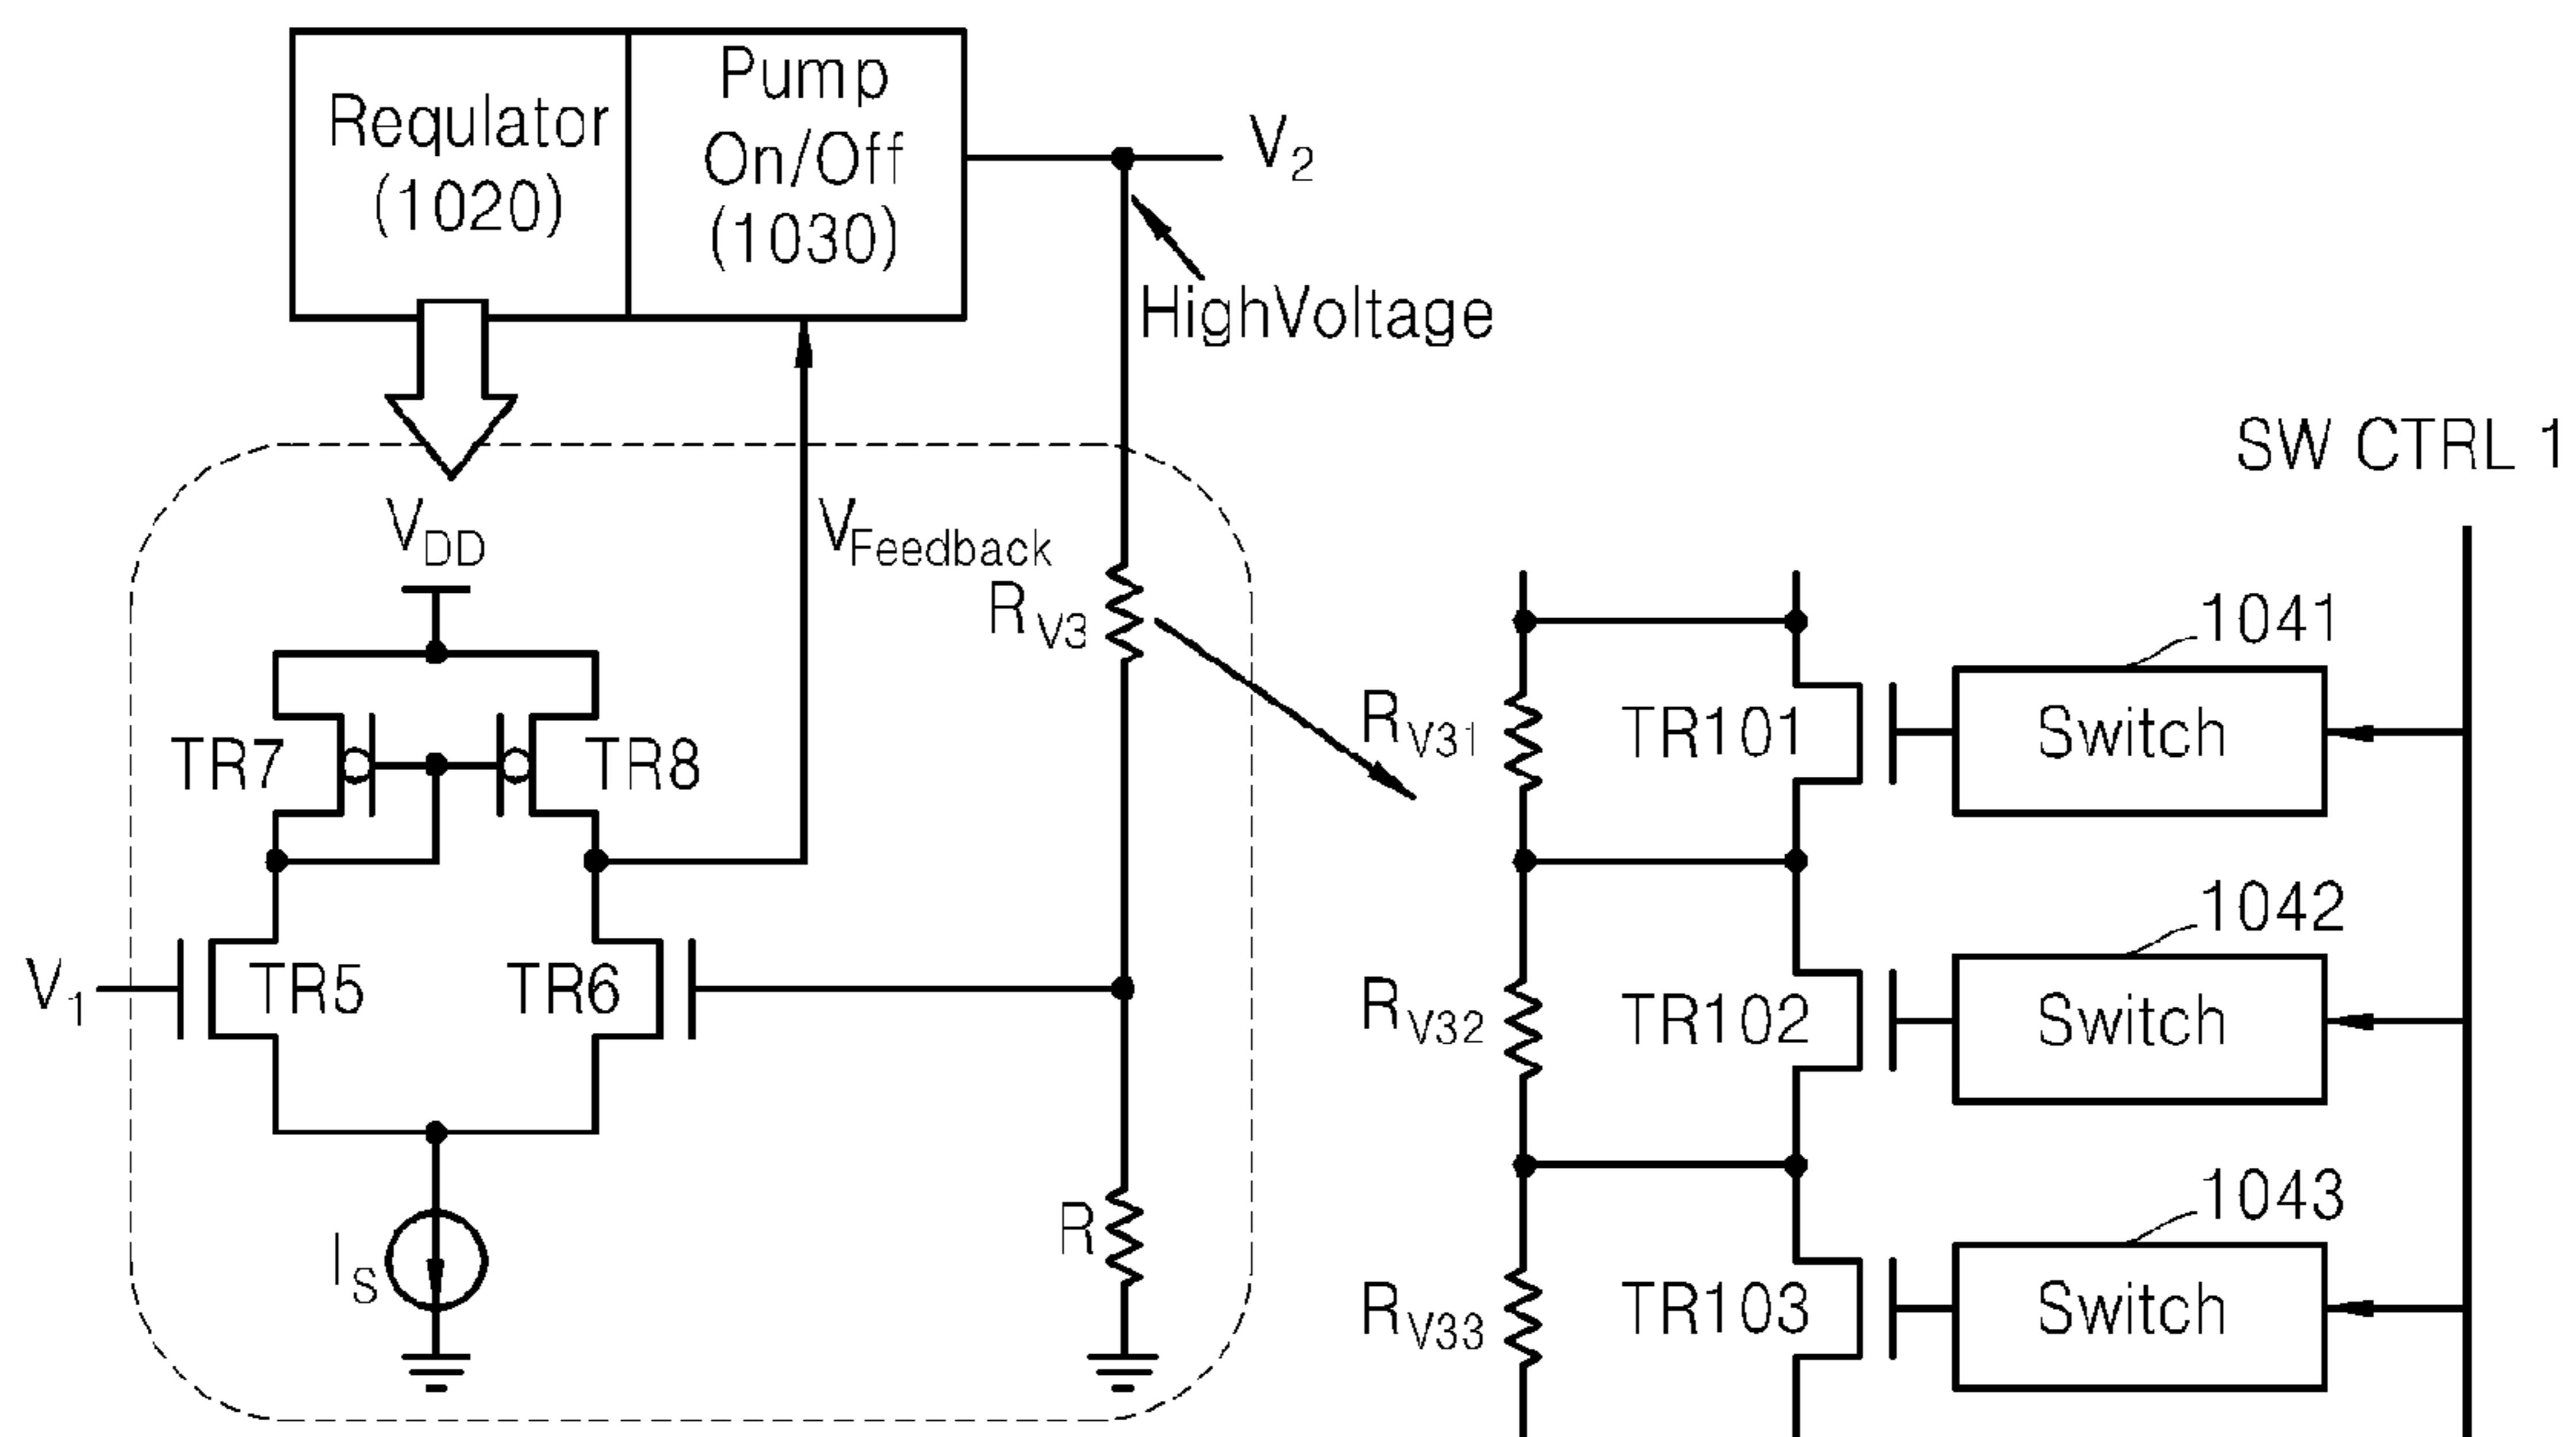 Requlator
(1020)
Pump
On/Off
(1030)
V2
HighVoltage
SW CTRL 1
VDD
VFeedback
RV3
TR7
TR8
V1
TR5
TR6
IS
R
RV31
TR101
Switch
1041
RV32
TR102
Switch
1042
RV33
TR103
Switch
1043